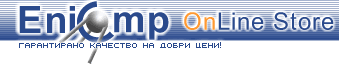 EniComp OnLine Store
ГАРАНТИРАНО КАЧЕСТВО НА ДОБРИ ЦЕНИ!